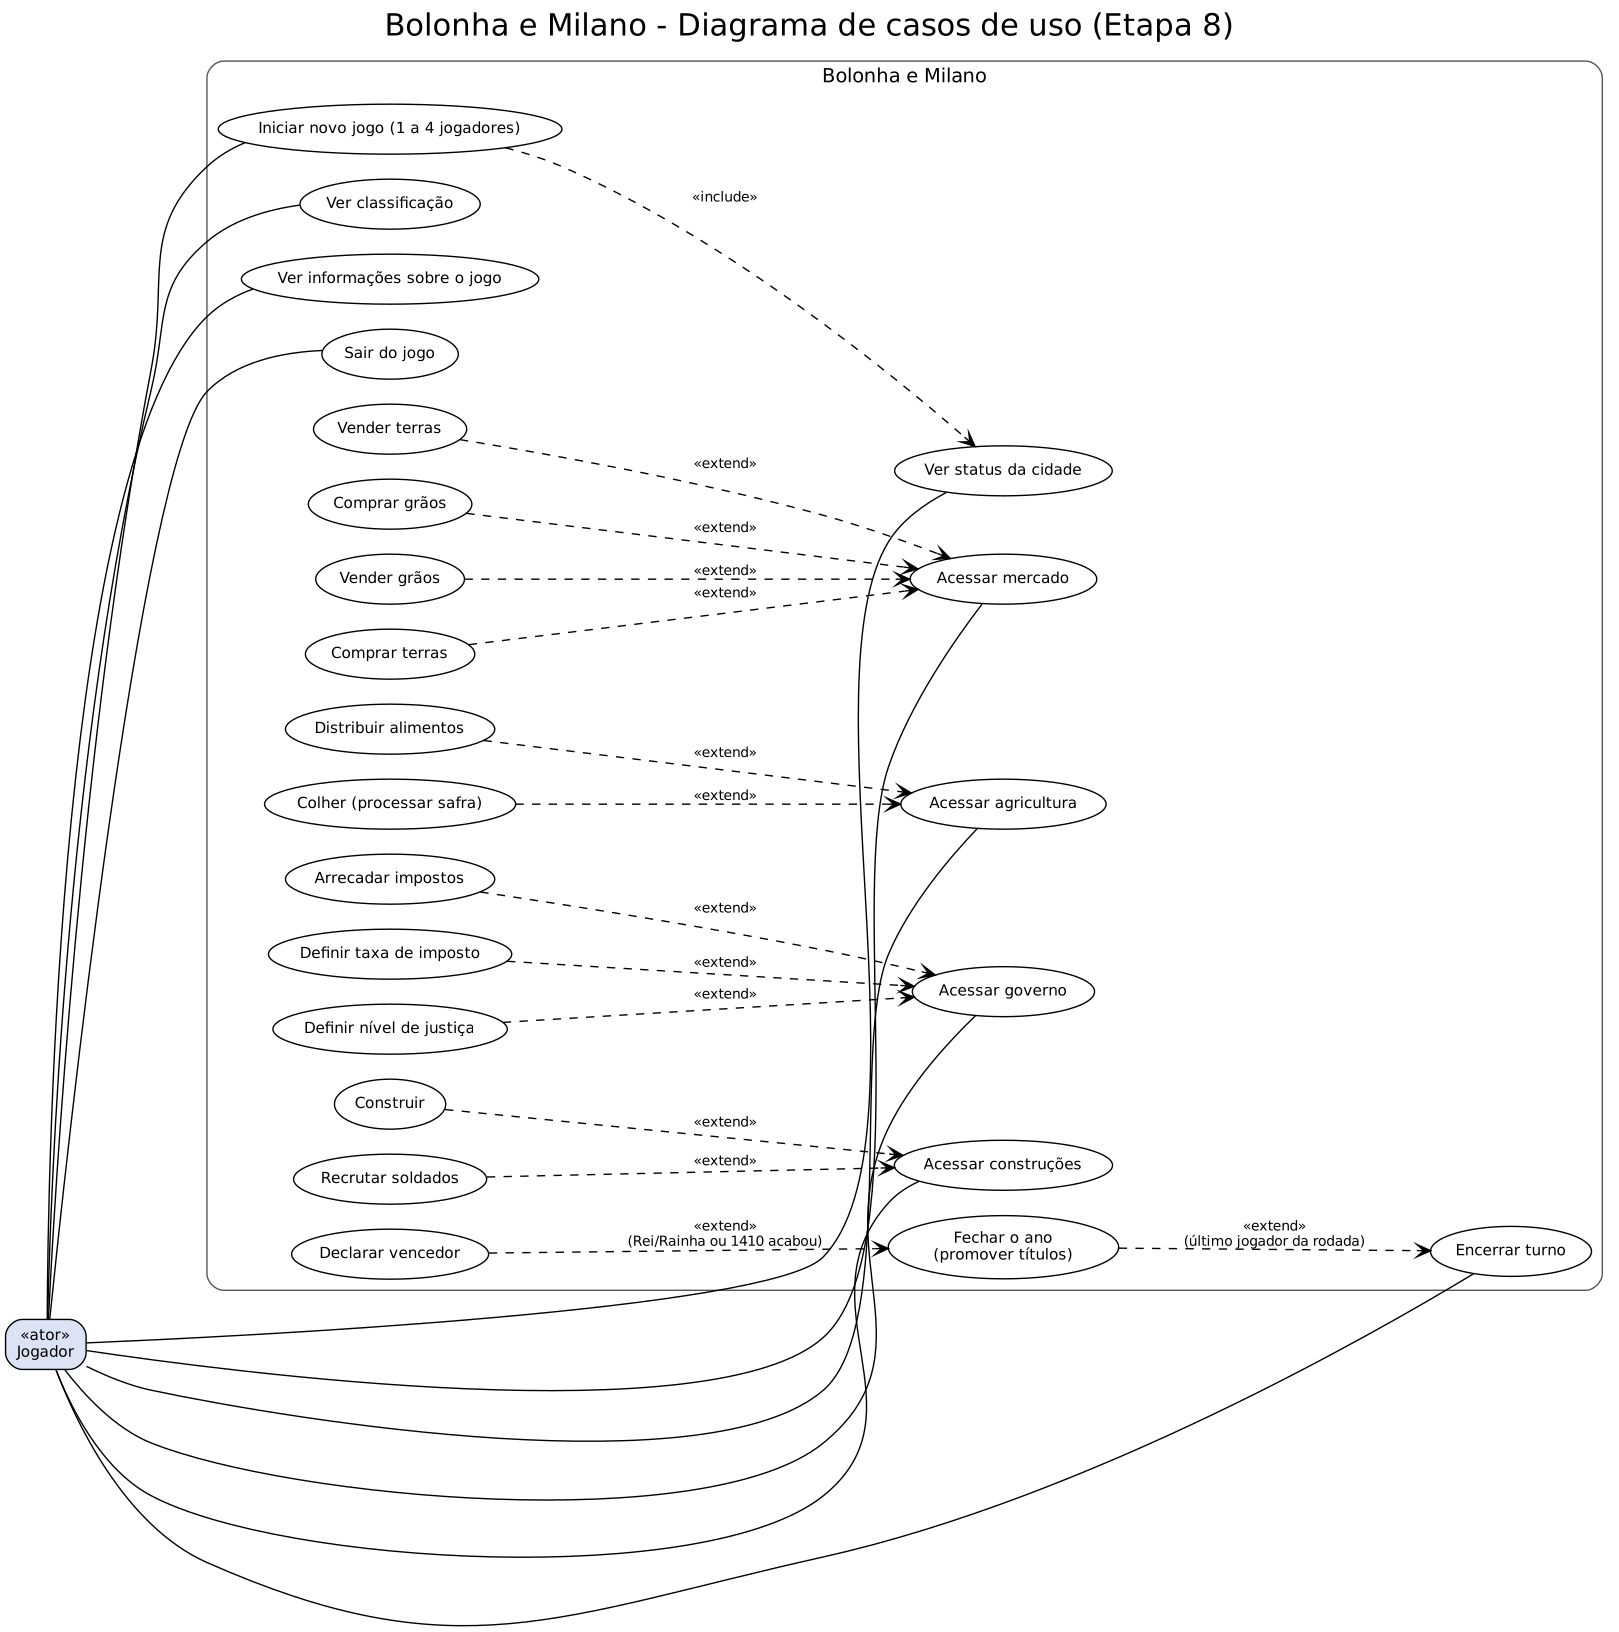 Bolonha e Milano - Diagrama de casos de uso (Etapa 8)
Bolonha e Milano
Iniciar novo jogo (1 a 4 jogadores)
«include»
Ver classificação
Ver informações sobre o jogo
Sair do jogo
Vender terras
«extend»
Ver status da cidade
Comprar grãos
«extend»
Vender grãos
«extend»
Acessar mercado
«extend»
Comprar terras
Distribuir alimentos
«extend»
Colher (processar safra)
«extend»
Acessar agricultura
Arrecadar impostos
«extend»
Definir taxa de imposto
«extend»
Acessar governo
«extend»
Definir nível de justiça
Construir
«extend»
Recrutar soldados
«extend»
Acessar construções
Declarar vencedor
«extend»
(Rei/Rainha ou 1410 acabou)
Fechar o ano
(promover títulos)
«extend»
(último jogador da rodada)
Encerrar turno
«ator»
Jogador